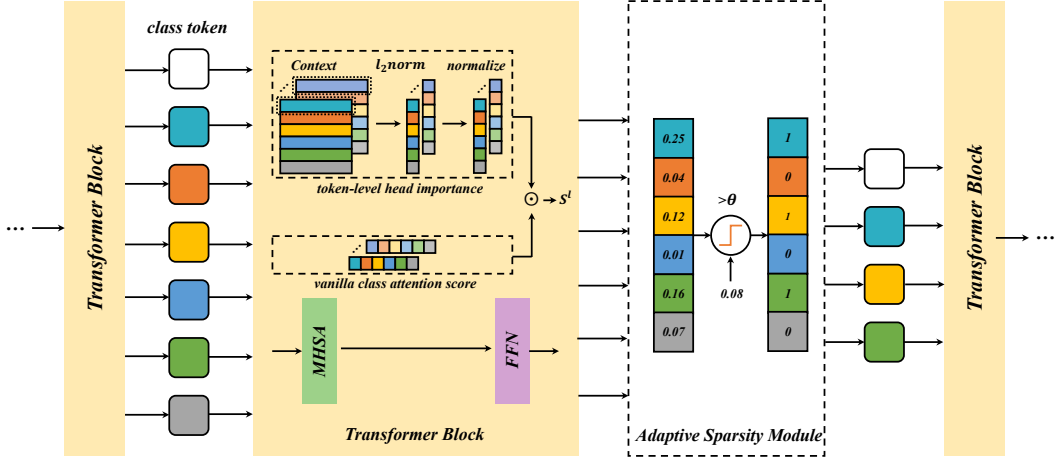 class token
Context
l₂norm
normalize
token-level head importance
S^l
vanilla class attention score
MHSA
FFN
Transformer Block
Transformer Block
...
0.25
0.04
0.12
0.01
0.16
0.07
>θ
0.08
1
0
1
0
1
0
Adaptive Sparsity Module
Transformer Block
...